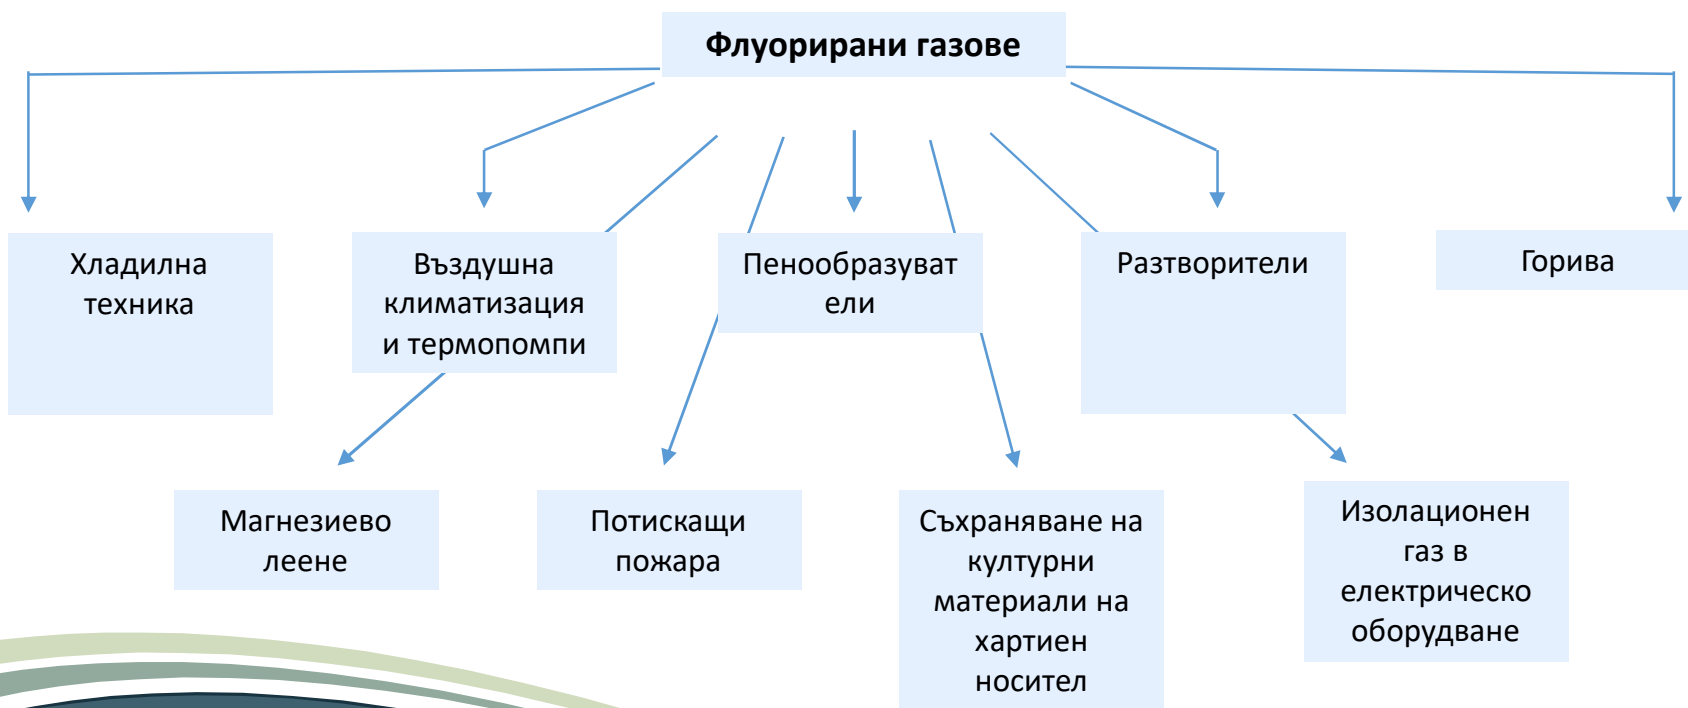 Флуорирани газове
Хладилна
техника
Въздушна
климатизация
и термопомпи
Пенообразуват
ели
Разтворители
Горива
Магнезиево
леене
Потискащи
пожара
Съхраняване на
културни
материали на
хартиен
носител
Изолационен
газ в
електрическо
оборудване